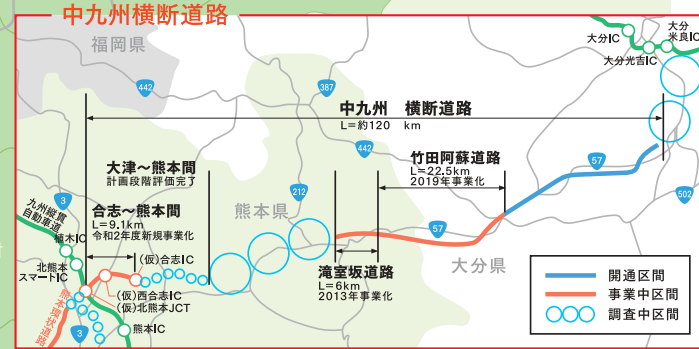 中九州横断道路
福岡県
大分IC
大分
米良IC
大分光吉IC
442
387
中九州 横断道路
L=約120 km
442
竹田阿蘇道路
L=22.5km
2019年事業化
57
大津〜熊本間
計画段階評価完了
212
502
3
九州縦貫
自動車道
合志〜熊本間
L=9.1km
令和2年度新規事業化
熊本県
植木IC
57
北熊本
スマートIC
(仮)合志IC
大分県
滝室坂道路
L=6km
2013年事業化
(仮)西合志IC
(仮)北熊本JCT
熊本環状道路
3
熊本IC
開通区間
事業中区間
調査中区間